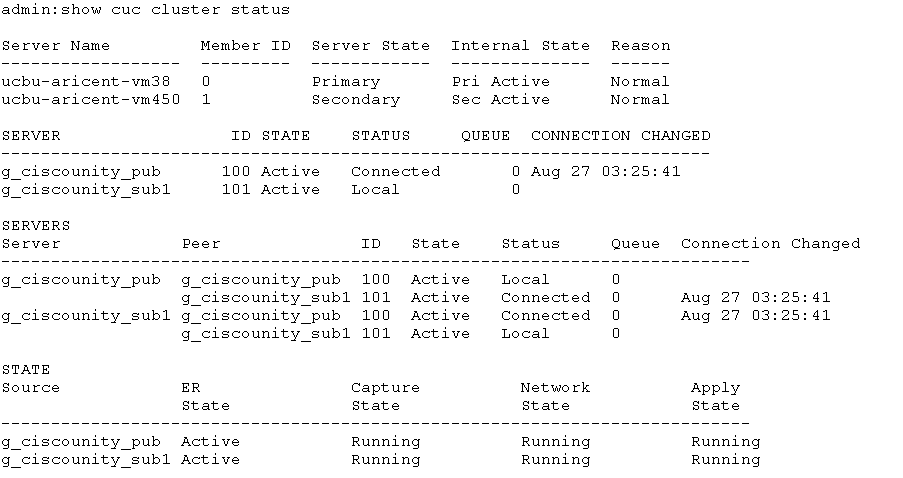 admin:show cuc cluster status
Server Name Member ID Server State Internal State Reason
------------------ --------- ------------ -------------- ------
ucbu-aricent-vm38 0 Primary Pri Active Normal
ucbu-aricent-vm450 1 Secondary Sec Active Normal
SERVER ID STATE STATUS QUEUE CONNECTION CHANGED
-----------------------------------------------------------------------
g_ciscounity_pub 100 Active Connected 0 Aug 27 03:25:41
g_ciscounity_sub1 101 Active Local 0
SERVERS
Server Peer ID State Status Queue Connection Changed
---------------------------------------------------------------------------
g_ciscounity_pub g_ciscounity_pub 100 Active Local 0
g_ciscounity_sub1 101 Active Connected 0 Aug 27 03:25:41
g_ciscounity_sub1 g_ciscounity_pub 100 Active Connected 0 Aug 27 03:25:41
g_ciscounity_sub1 101 Active Local 0
STATE
Source ER Capture Network Apply
State State State State
---------------------------------------------------------------------------
g_ciscounity_pub Active Running Running Running
g_ciscounity_sub1 Active Running Running Running